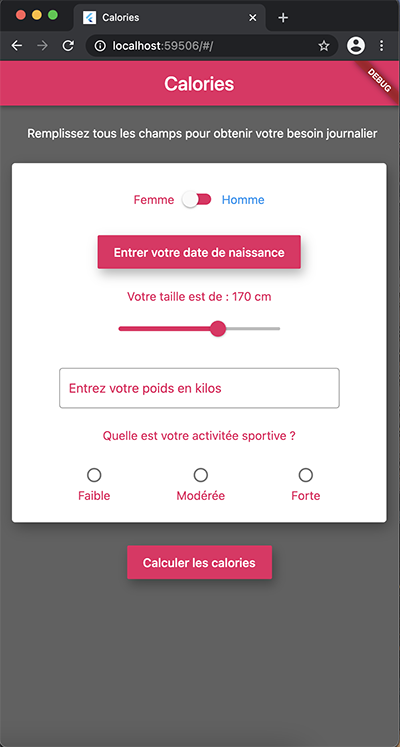 Calories
localhost:59506/#/
Calories
DEBUG
Remplissez tous les champs pour obtenir votre besoin journalier
Femme Homme
Entrer votre date de naissance
Votre taille est de : 170 cm
Entrez votre poids en kilos
Quelle est votre activitée sportive ?
Faible Modérée Forte
Calculer les calories